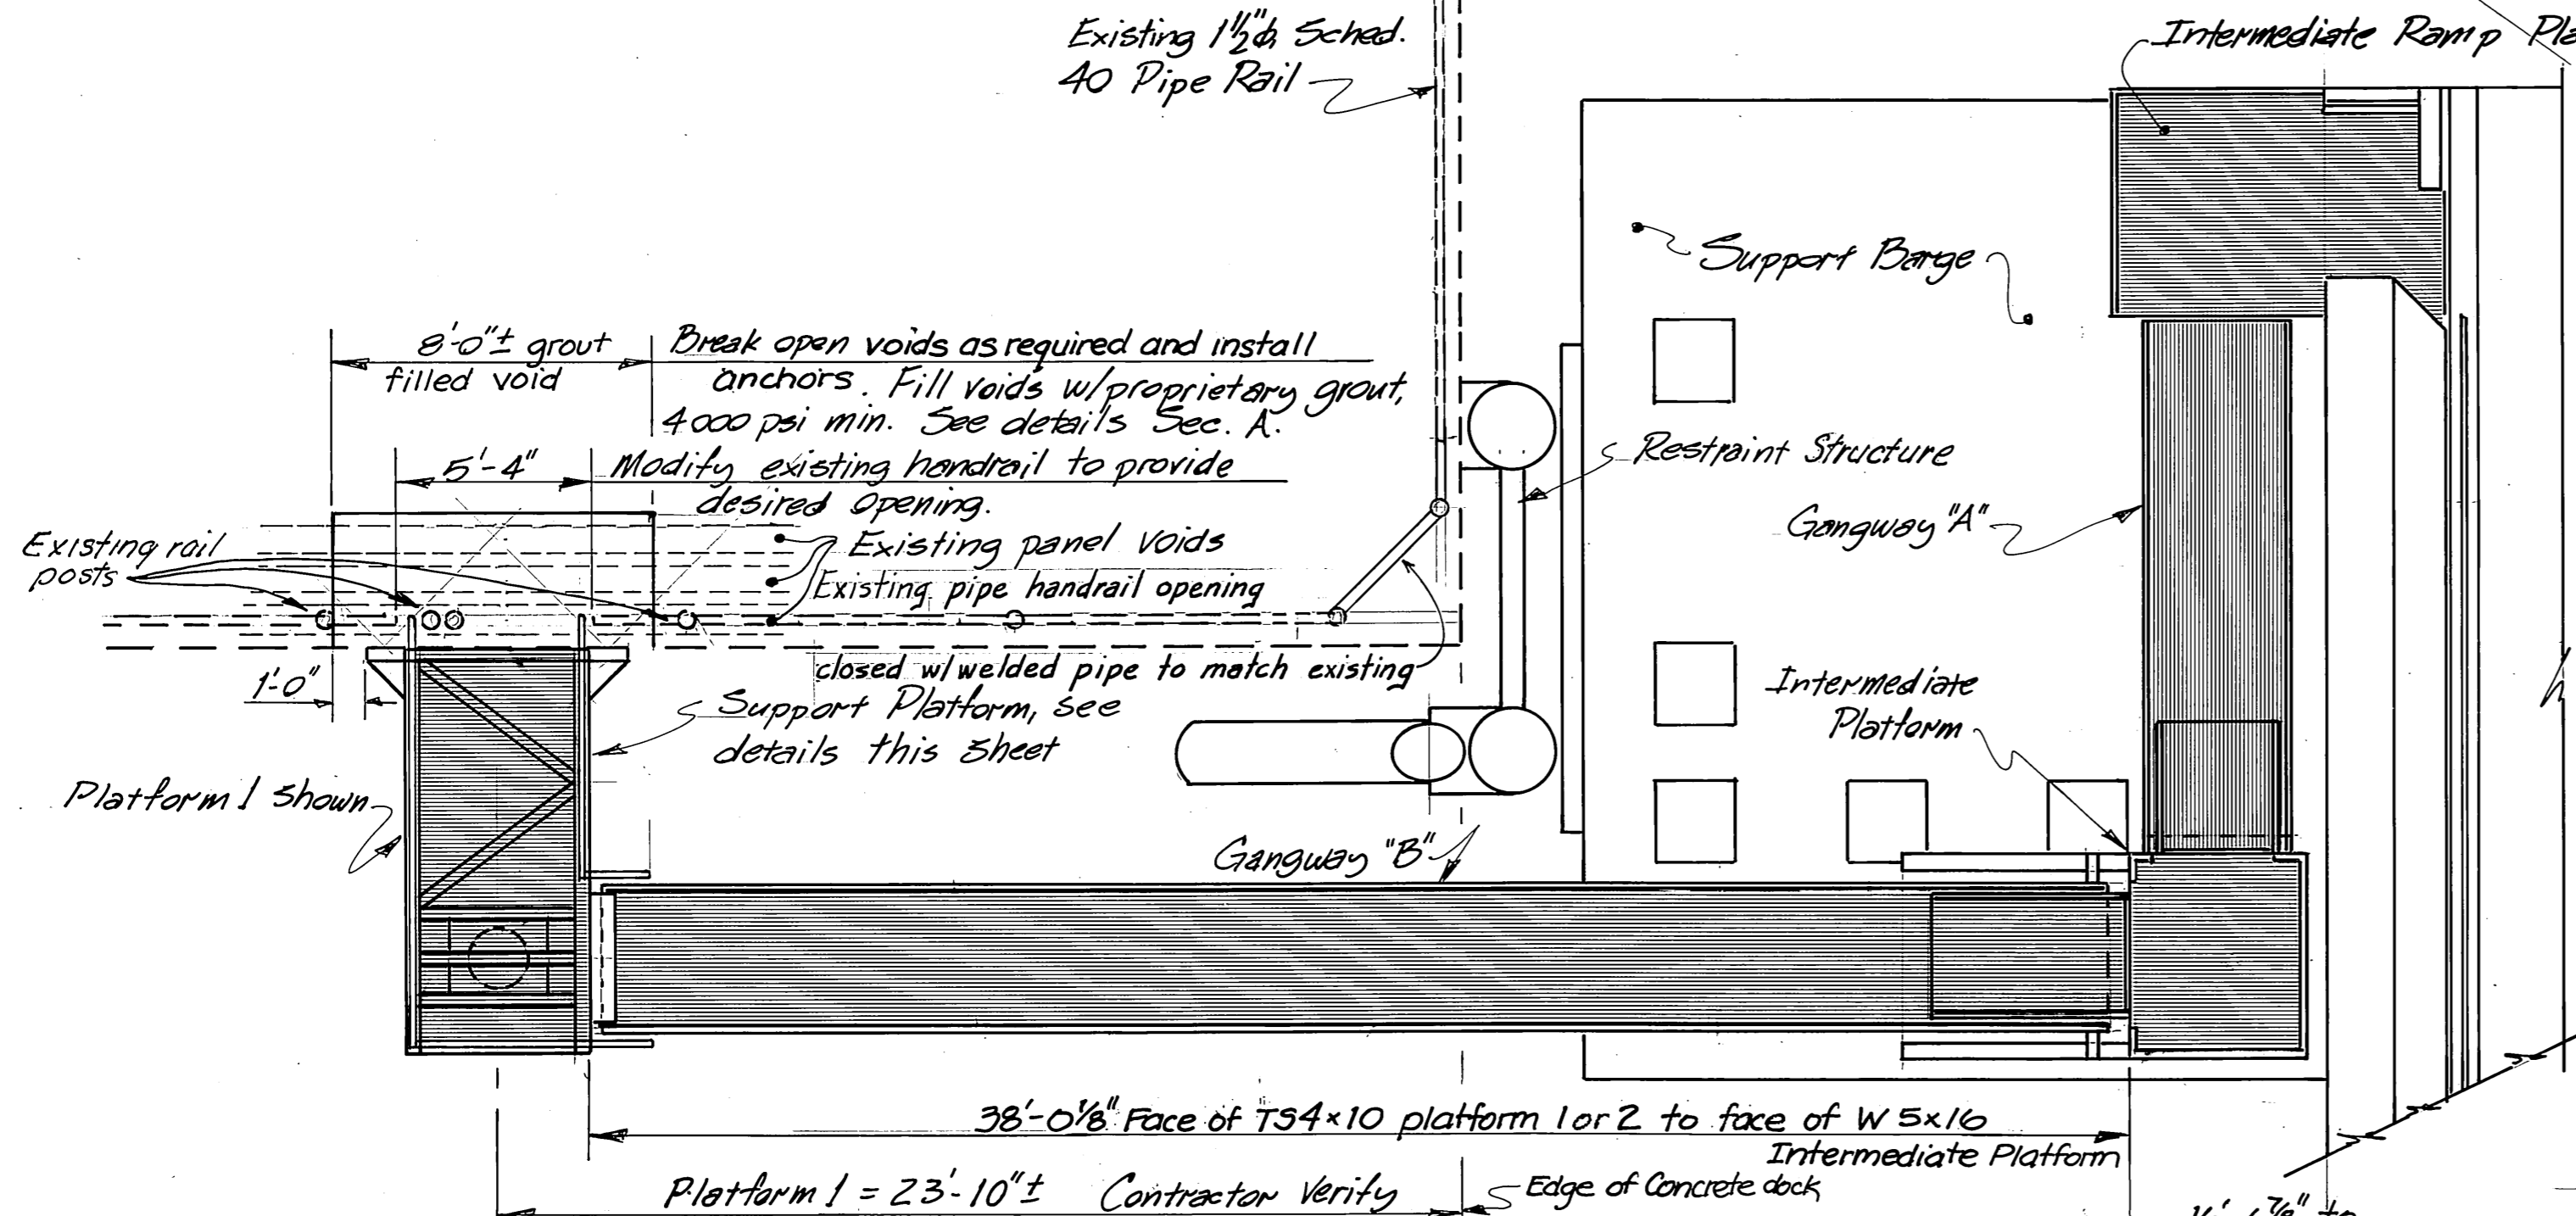 Existing 1½"ϕ Sched.
40 Pipe Rail
Intermediate Ramp
Support Barge
8'-0"± grout
filled void
Break open voids as required and install
anchors. Fill voids w/proprietary grout,
4000 psi min. See details Sec. A.
5'-4"
Modify existing handrail to provide
desired opening.
Restraint Structure
Gangway "A"
Existing rail
posts
Existing panel voids
Existing pipe handrail opening
closed w/welded pipe to match existing
1'-0"
Support Platform, see
details this sheet
Intermediate
Platform
Platform 1 shown
Gangway "B"
38'-0⅛" Face of TS4×10 platform 1 or 2 to face of W 5×16
Intermediate Platform
Platform 1 = 23'-10"± Contractor Verify
Edge of Concrete dock